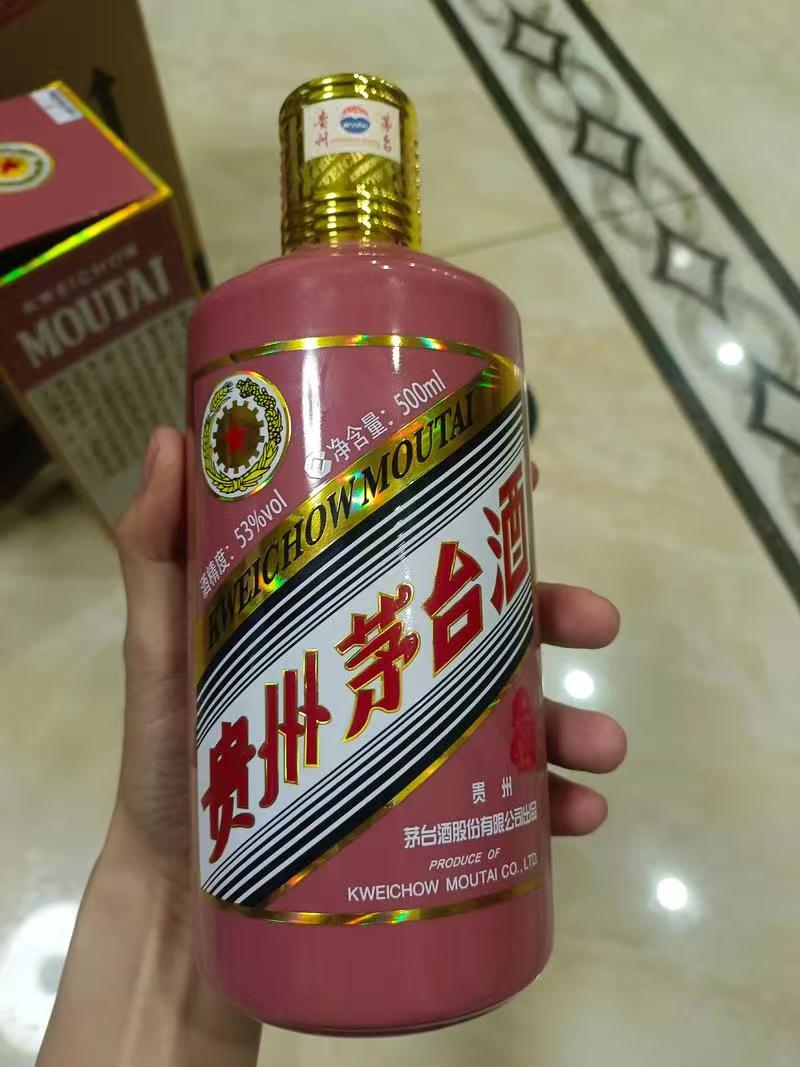 贵州 茅台
KWEICHOW
MOUTAI
酒精度：53%vol
净含量：500ml
KWEICHOW MOUTAI
贵州茅台酒
贵州
茅台酒股份有限公司出品
PRODUCE OF
KWEICHOW MOUTAI CO., LTD.